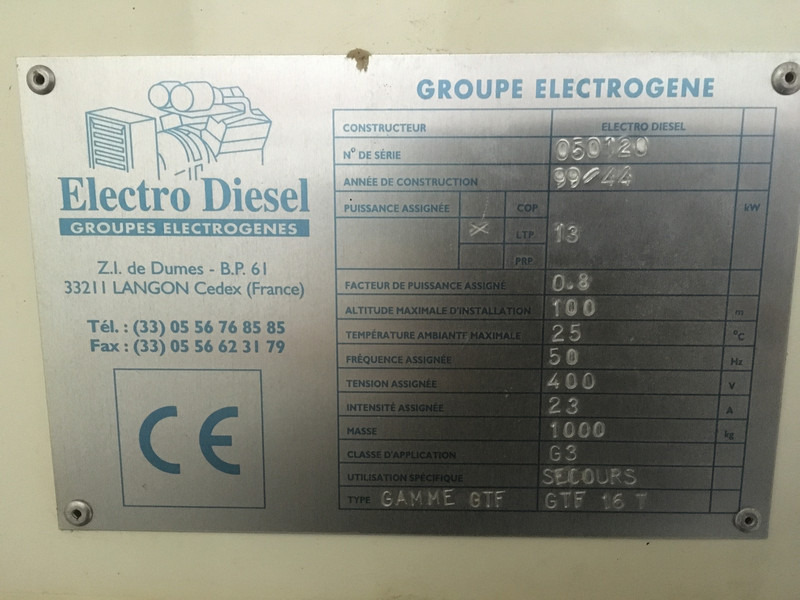 Electro Diesel
GROUPES ELECTROGENES
Z.I. de Dumes - B.P. 61
33211 LANGON Cedex (France)
Tél. : (33) 05 56 76 85 85
Fax : (33) 05 56 62 31 79
CE
GROUPE ELECTROGENE
CONSTRUCTEUR ELECTRO DIESEL
N° DE SÉRIE 050120
ANNÉE DE CONSTRUCTION 99-44
PUISSANCE ASSIGNÉE COP kW
X LTP 13
PRP
FACTEUR DE PUISSANCE ASSIGNÉ 0.8
ALTITUDE MAXIMALE D'INSTALLATION 100 m
TEMPÉRATURE AMBIANTE MAXIMALE 25 °C
FRÉQUENCE ASSIGNÉE 50 Hz
TENSION ASSIGNÉE 400 V
INTENSITÉ ASSIGNÉE 23 A
MASSE 1000 kg
CLASSE D'APPLICATION G3
UTILISATION SPÉCIFIQUE SECOURS
TYPE GAMME GTF GTF 16 T